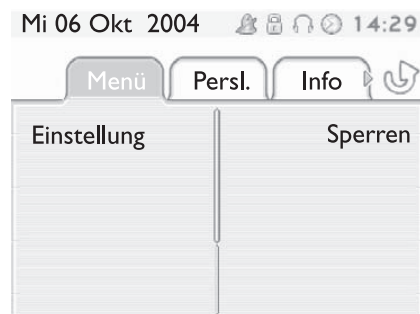 Mi 06 Okt 2004 14:29
Menü Persl. Info
Einstellung Sperren